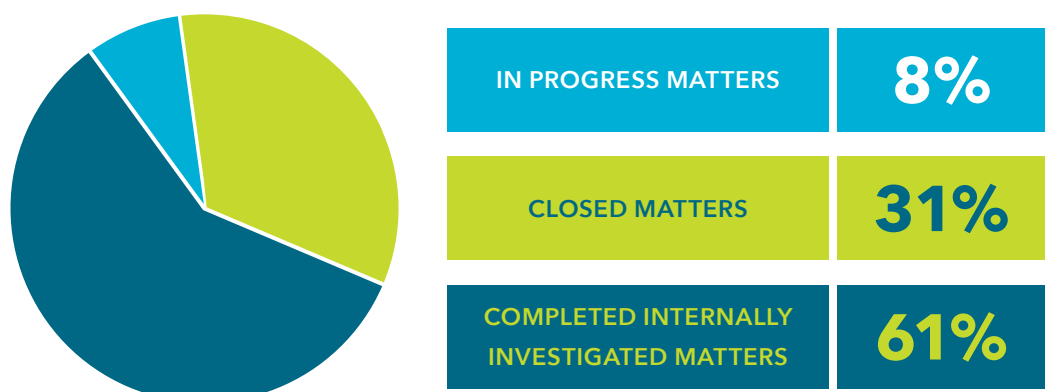 IN PROGRESS MATTERS 8%
CLOSED MATTERS 31%
COMPLETED INTERNALLY
INVESTIGATED MATTERS 61%